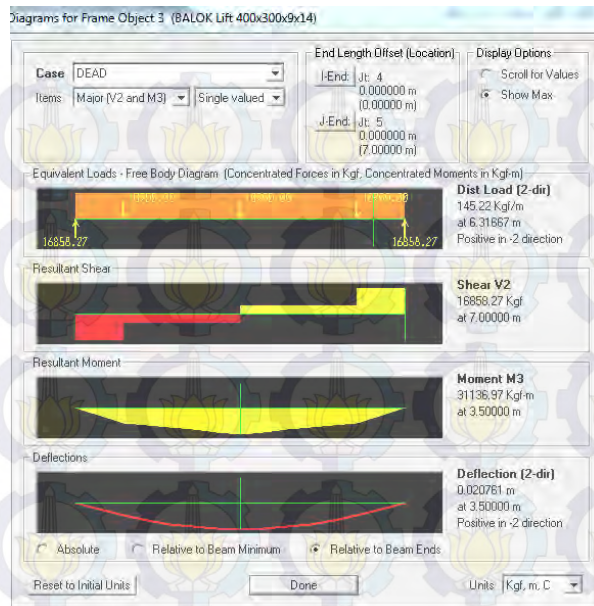 Diagrams for Frame Object 3 (BALOK Lift 400x300x9x14)
Case DEAD
Items Major (V2 and M3) Single valued
End Length Offset (Location)
I-End: Jt: 4
0.000000 m
(0.00000 m)
J-End: Jt: 5
0.000000 m
(7.00000 m)
Display Options
Scroll for Values
Show Max
Equivalent Loads - Free Body Diagram (Concentrated Forces in Kgf, Concentrated Moments in Kgf-m)
16858.27
16858.27
Dist Load (2-dir)
145.22 Kgf/m
at 6.31667 m
Positive in -2 direction
Resultant Shear
Shear V2
16858.27 Kgf
at 7.00000 m
Resultant Moment
Moment M3
31136.97 Kgf-m
at 3.50000 m
Deflections
Deflection (2-dir)
0.020761 m
at 3.50000 m
Positive in -2 direction
Absolute
Relative to Beam Minimum
Relative to Beam Ends
Reset to Initial Units
Done
Units Kgf, m, C